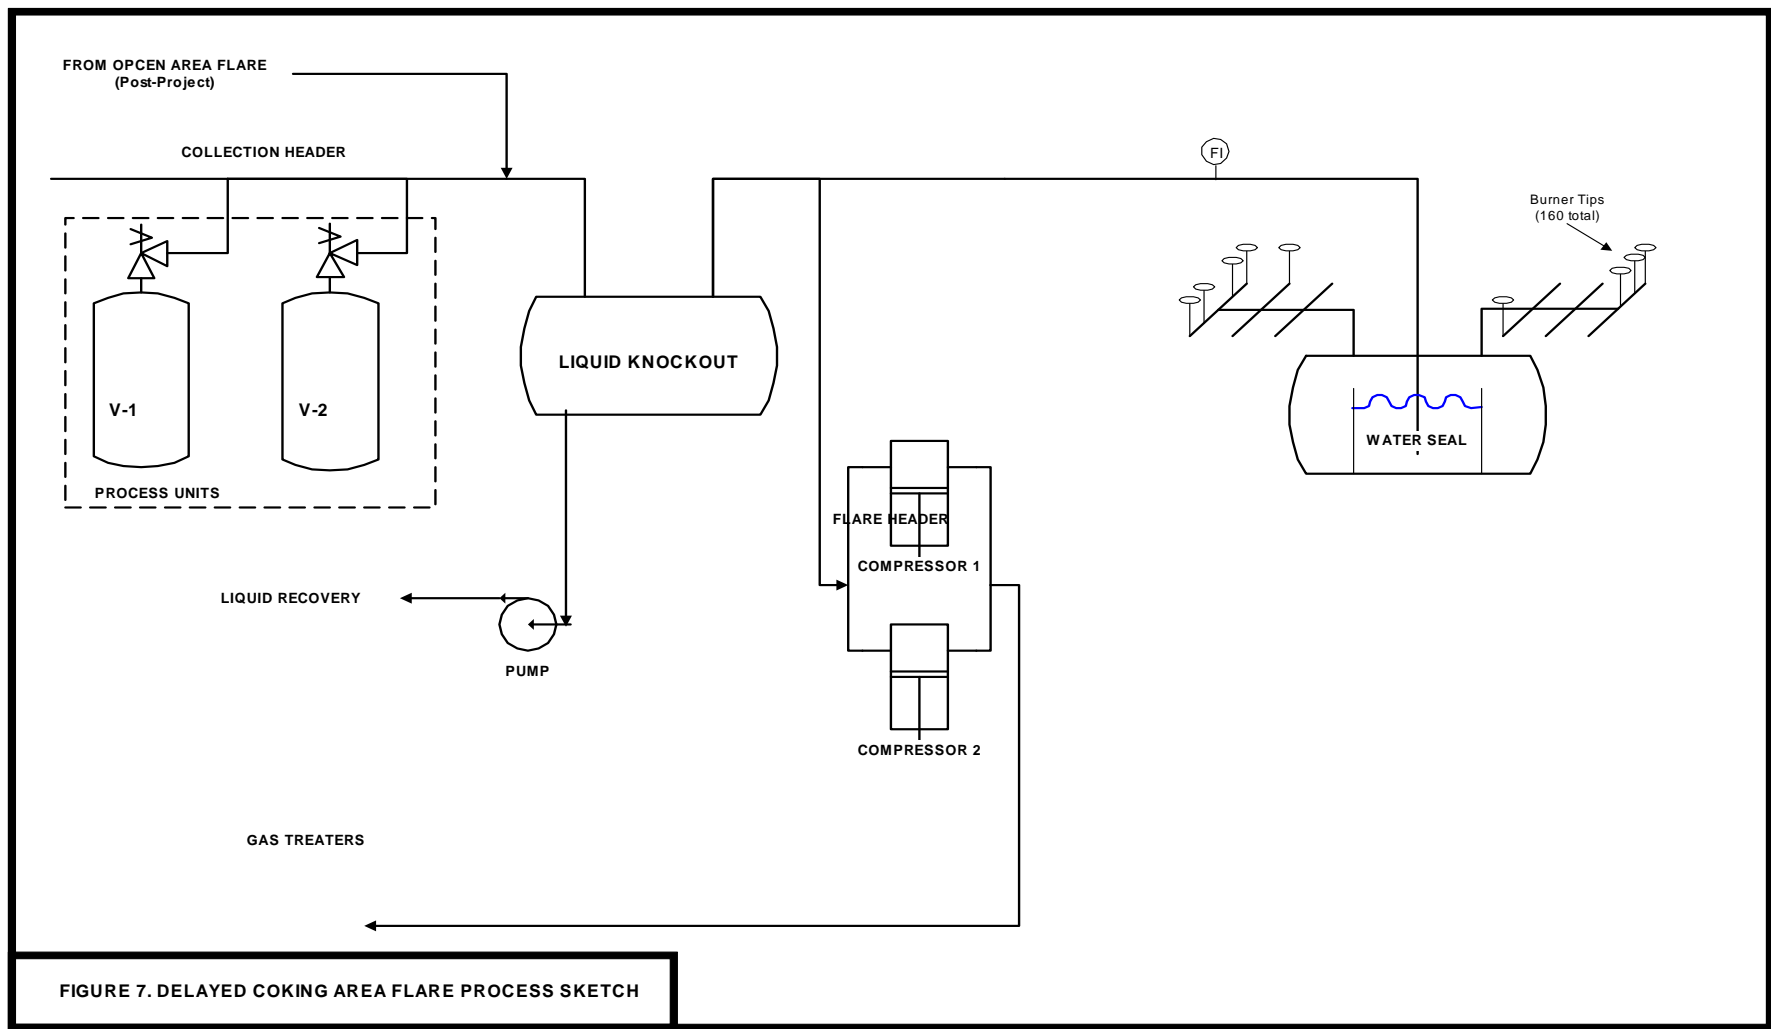 FROM OPCEN AREA FLARE
(Post-Project)
COLLECTION HEADER
FI
Burner Tips
(160 total)
LIQUID KNOCKOUT
V-1
V-2
WATER SEAL
PROCESS UNITS
FLARE HEADER
COMPRESSOR 1
LIQUID RECOVERY
PUMP
COMPRESSOR 2
GAS TREATERS
FIGURE 7. DELAYED COKING AREA FLARE PROCESS SKETCH